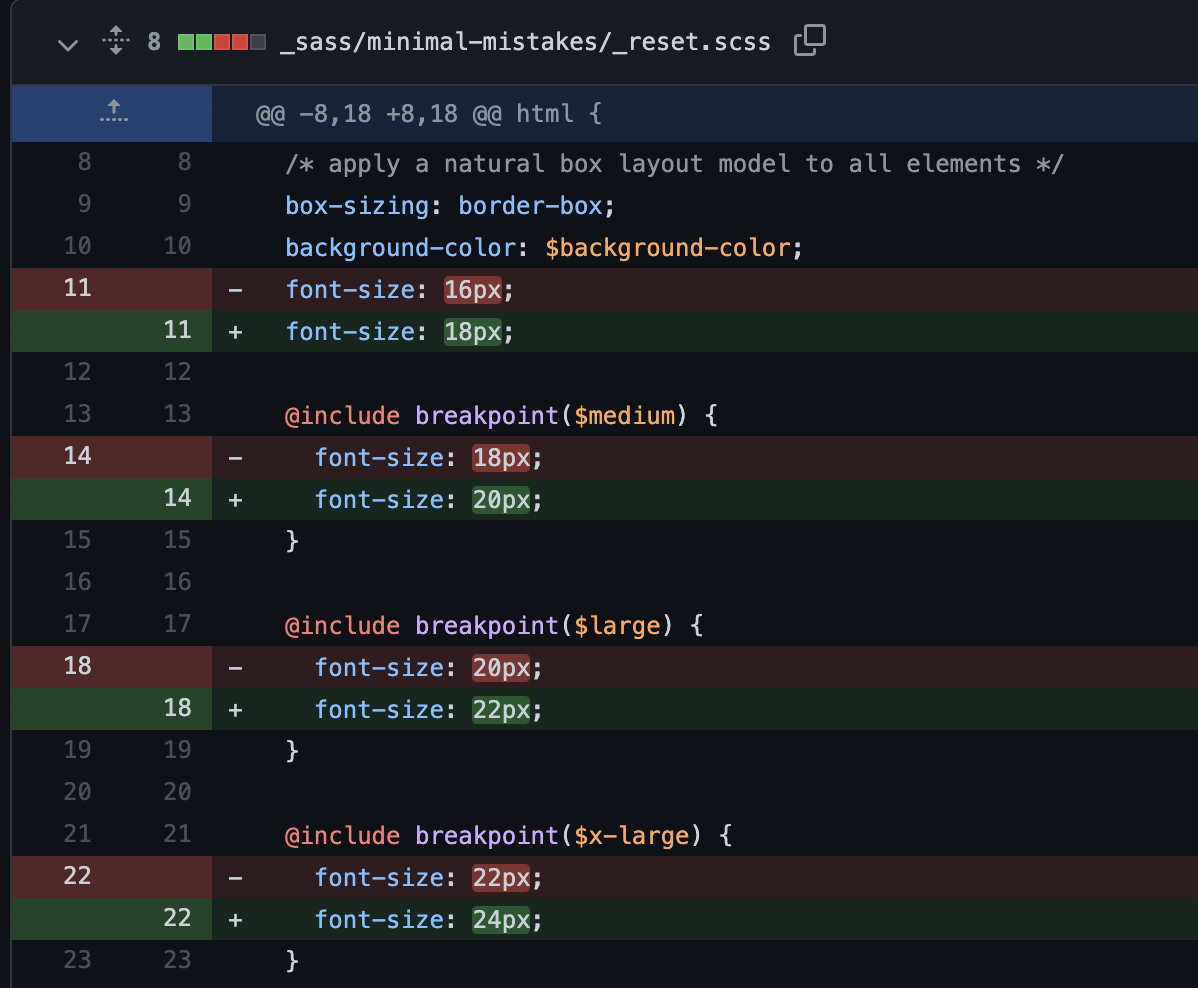 8 _sass/minimal-mistakes/_reset.scss
@@ -8,18 +8,18 @@ html {
8 8 /* apply a natural box layout model to all elements */
9 9 box-sizing: border-box;
10 10 background-color: $background-color;
11 - font-size: 16px;
11 + font-size: 18px;
12 12
13 13 @include breakpoint($medium) {
14 - font-size: 18px;
14 + font-size: 20px;
15 15 }
16 16
17 17 @include breakpoint($large) {
18 - font-size: 20px;
18 + font-size: 22px;
19 19 }
20 20
21 21 @include breakpoint($x-large) {
22 - font-size: 22px;
22 + font-size: 24px;
23 23 }